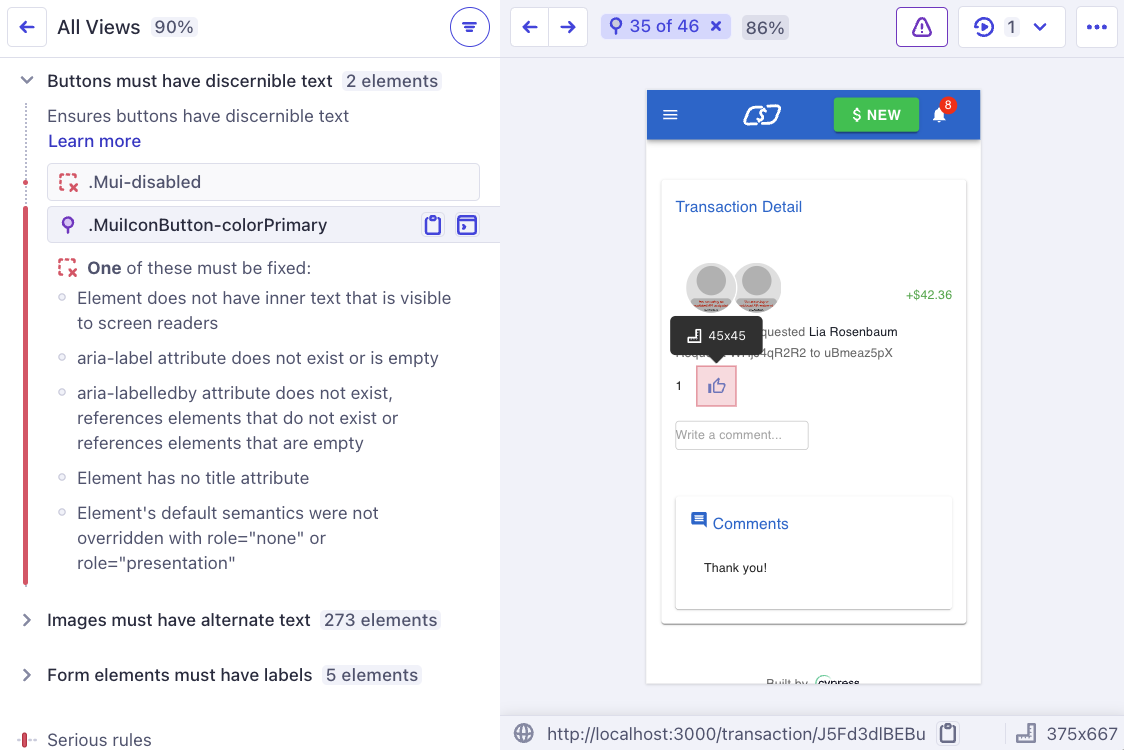 All Views 90%
35 of 46
86%
1
Buttons must have discernible text 2 elements
Ensures buttons have discernible text
Learn more
.Mui-disabled
.MuiIconButton-colorPrimary
One of these must be fixed:
Element does not have inner text that is visible
to screen readers
aria-label attribute does not exist or is empty
aria-labelledby attribute does not exist,
references elements that do not exist or
references elements that are empty
Element has no title attribute
Element's default semantics were not
overridden with role="none" or
role="presentation"
Images must have alternate text 273 elements
Form elements must have labels 5 elements
Serious rules
$ NEW
8
Transaction Detail
+$42.36
45x45
Lia Rosenbaum
to uBmeaz5pX
1
Write a comment...
Comments
Thank you!
Built by cypress
http://localhost:3000/transaction/J5Fd3dlBEBu
375x667